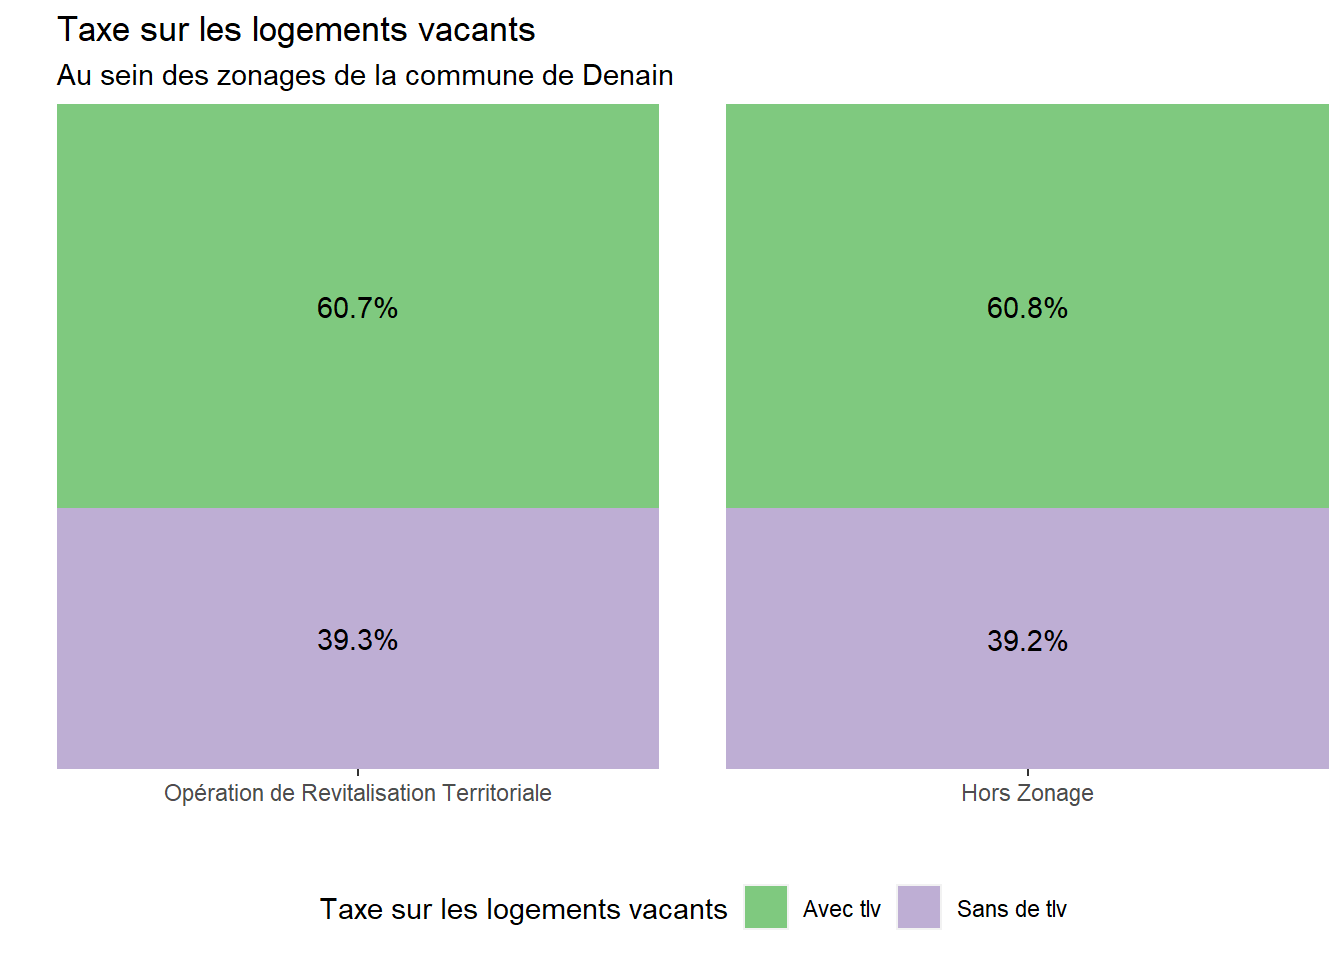 Taxe sur les logements vacants
Au sein des zonages de la commune de Denain
60.7%
60.8%
39.3%
39.2%
Opération de Revitalisation Territoriale
Hors Zonage
Taxe sur les logements vacants
Avec tlv
Sans de tlv